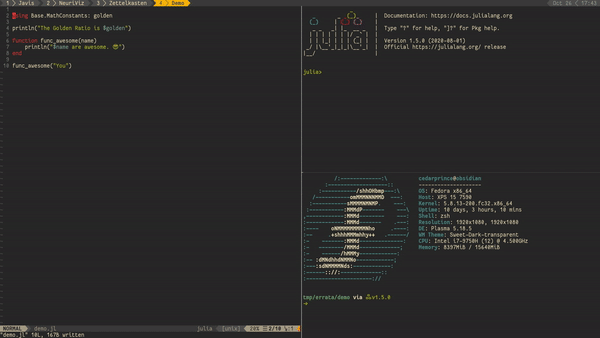 1 Javis
2 NeuriViz
3 Zettelkasten
4 Demo
Oct 26 < 17:43
using Base.MathConstants: golden
println("The Golden Ratio is $golden")
function func_awesome(name)
println("$name are awesome. 😎")
end
func_awesome("You")
NORMAL demo.jl julia [unix] 20% 2/10
"demo.jl" 10L, 167B written
Documentation: https://docs.julialang.org
Type "?" for help, "]?" for Pkg help.
Version 1.5.0 (2020-08-01)
Official https://julialang.org/ release
julia>
cedarprince@obsidian
OS: Fedora x86_64
Host: XPS 15 7590
Kernel: 5.8.13-200.fc32.x86_64
Uptime: 10 days, 3 hours, 10 mins
Shell: zsh
Resolution: 1920x1080, 1920x1080
DE: Plasma 5.18.5
WM Theme: Sweet-Dark-transparent
CPU: Intel i7-9750H (12) @ 4.500GHz
Memory: 8397MiB / 15640MiB
tmp/errata/demo via v1.5.0